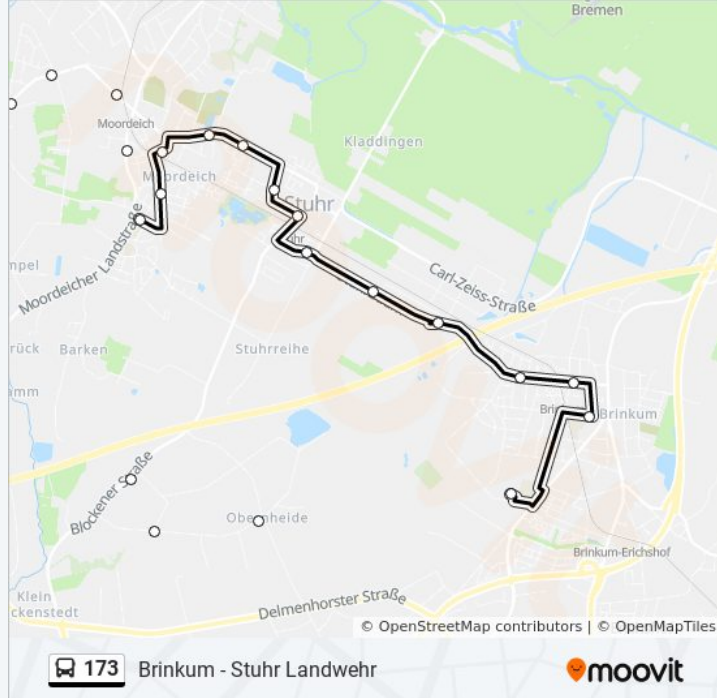 Bremen
Moordeich
Kladdingen
Moordeich
Stuhr
Moordeicher Landstraße
Carl-Zeiss-Straße
Barken
Stuhrreihe
Brinkum
Blockener Straße
Obernheide
Brinkum-Erichshof
Klein
Delmenhorster Straße
© OpenStreetMap contributors | © OpenMapTiles
173 Brinkum - Stuhr Landwehr
moovit